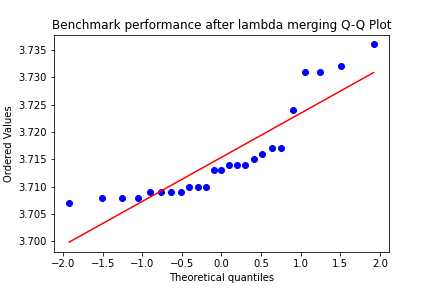 Benchmark performance after lambda merging Q-Q Plot
3.735
3.730
3.725
3.720
3.715
3.710
3.705
3.700
Ordered Values
−2.0 −1.5 −1.0 −0.5 0.0 0.5 1.0 1.5 2.0
Theoretical quantiles